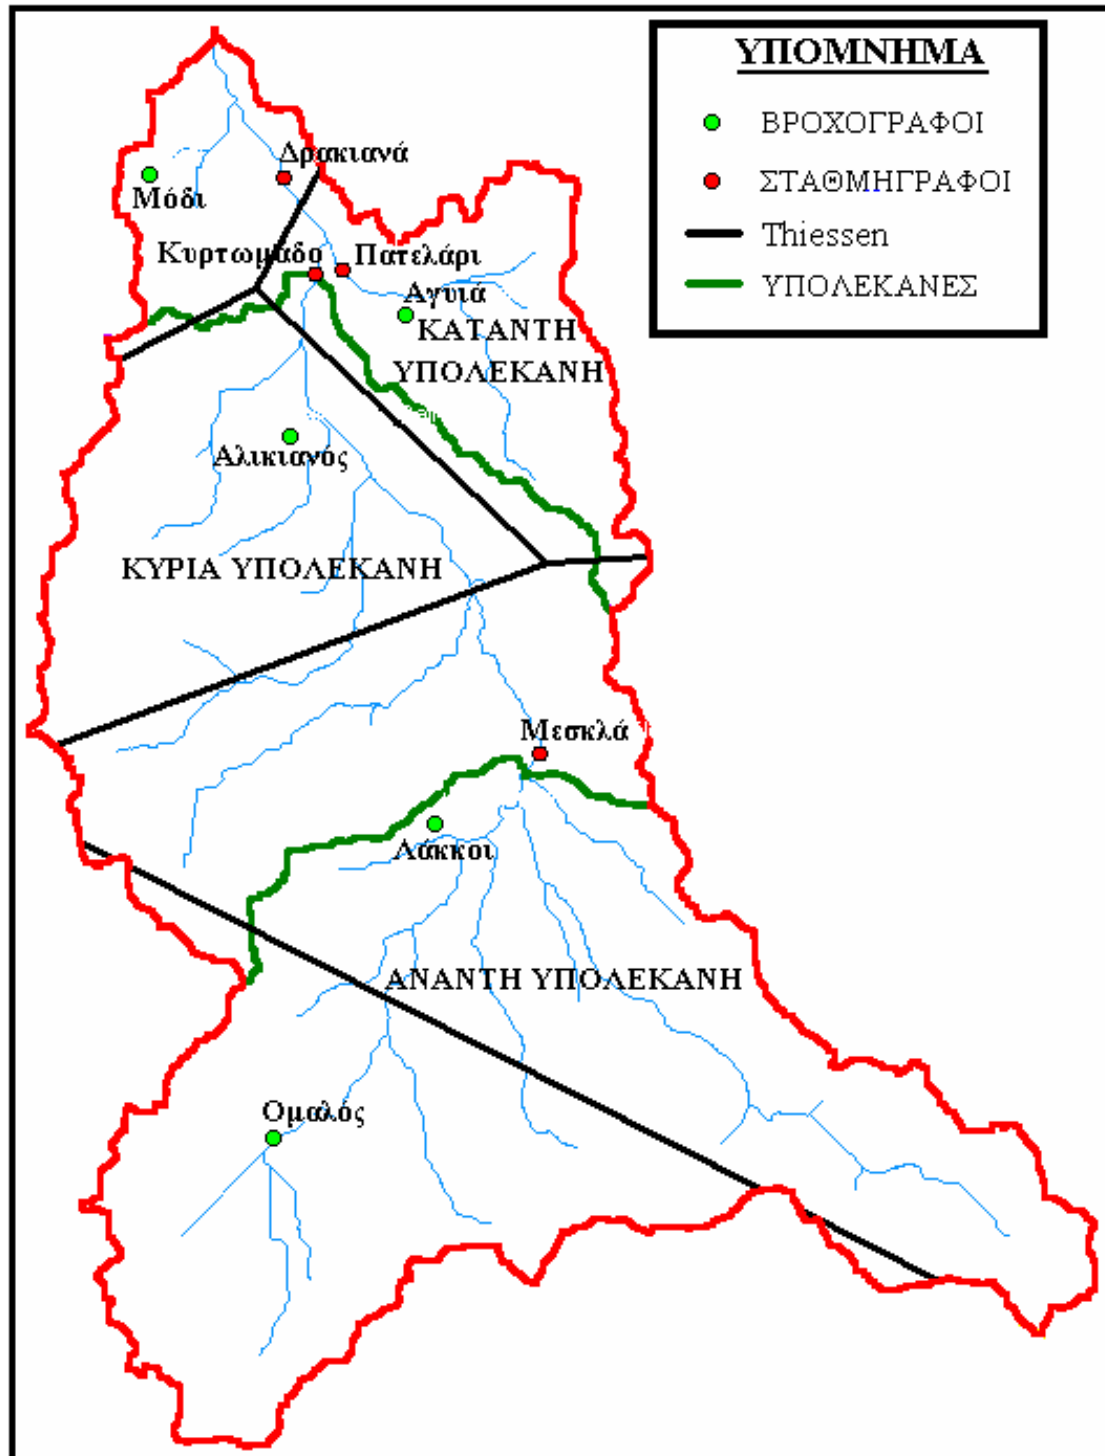 ΥΠΟΜΝΗΜΑ
ΒΡΟΧΟΓΡΑΦΟΙ
ΣΤΑΘΜΗΓΡΑΦΟΙ
Thiessen
ΥΠΟΛΕΚΑΝΕΣ
Δρακιανά
Μόδι
Κυρτωμάδο
Πατελάρι
Αγυιά
ΚΑΤΑΝΤΗ
ΥΠΟΛΕΚΑΝΗ
Αλικιανός
ΚΥΡΙΑ ΥΠΟΛΕΚΑΝΗ
Μεσκλά
Λάκκοι
ΑΝΑΝΤΗ ΥΠΟΛΕΚΑΝΗ
Ομαλός